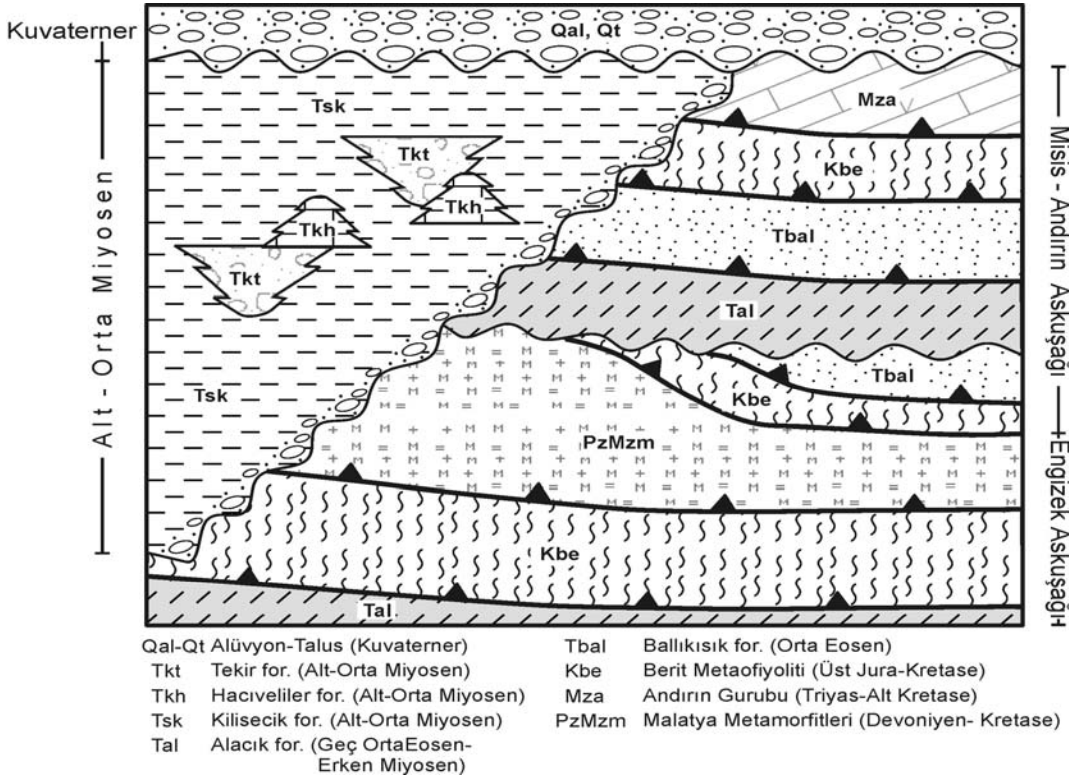 Kuvaterner
Qal, Qt
Alt - Orta Miyosen
Tsk
Mza
Tkt
Kbe
Tkh
Tkh
Tbal
Tkt
Tal
Tsk
Tbal
Kbe
PzMzm
Kbe
Tal
Misis - Andırın Askuşağı
Engizek Askuşağı
Qal-Qt Alüvyon-Talus (Kuvaterner)
Tkt Tekir for. (Alt-Orta Miyosen)
Tkh Hacıveliler for. (Alt-Orta Miyosen)
Tsk Kilisecik for. (Alt-Orta Miyosen)
Tal Alacık for. (Geç OrtaEosen-
Erken Miyosen)
Tbal Ballıkısık for. (Orta Eosen)
Kbe Berit Metaofiyoliti (Üst Jura-Kretase)
Mza Andırın Gurubu (Triyas-Alt Kretase)
PzMzm Malatya Metamorfitleri (Devoniyen- Kretase)